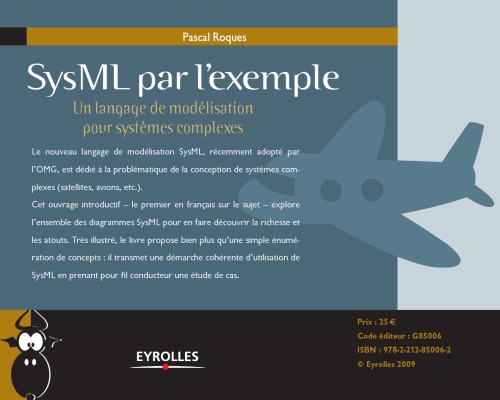 Pascal Roques
SysML par l'exemple
Un langage de modélisation
pour systèmes complexes
Le nouveau langage de modélisation SysML, récemment adopté par
l'OMG, est dédié à la problématique de la conception de systèmes com-
plexes (satellites, avions, etc.).
Cet ouvrage introductif – le premier en français sur le sujet – explore
l'ensemble des diagrammes SysML pour en faire découvrir la richesse et
les atouts. Très illustré, le livre propose bien plus qu'une simple énumé-
ration de concepts : il transmet une démarche cohérente d'utilisation de
SysML en prenant pour fil conducteur une étude de cas.
EYROLLES
Prix : 25 €
Code éditeur : G85006
ISBN : 978-2-212-85006-2
© Eyrolles 2009